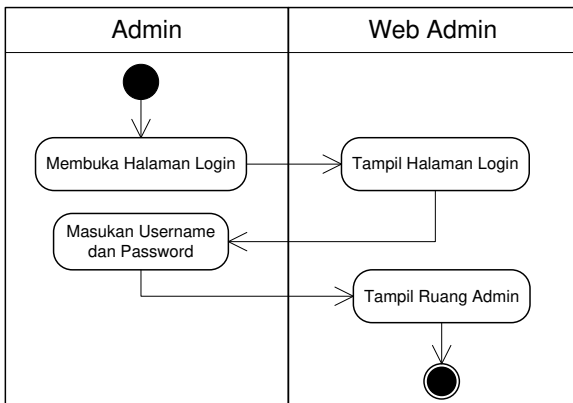 Admin
Web Admin
Membuka Halaman Login
Tampil Halaman Login
Masukan Username
dan Password
Tampil Ruang Admin